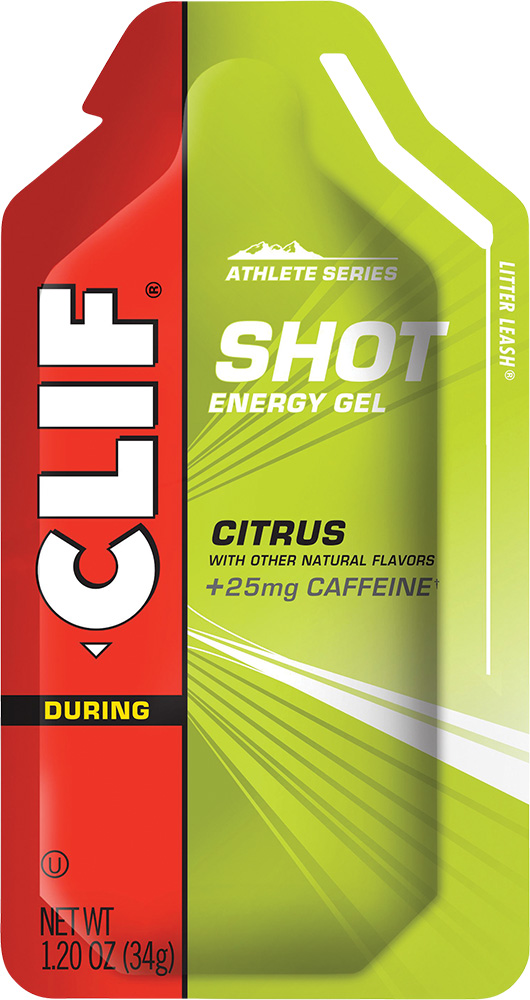 CLIF®
DURING
Ⓤ
NET WT
1.20 OZ (34g)
ATHLETE SERIES
SHOT
ENERGY GEL
CITRUS
WITH OTHER NATURAL FLAVORS
+25mg CAFFEINE†
LITTER LEASH®